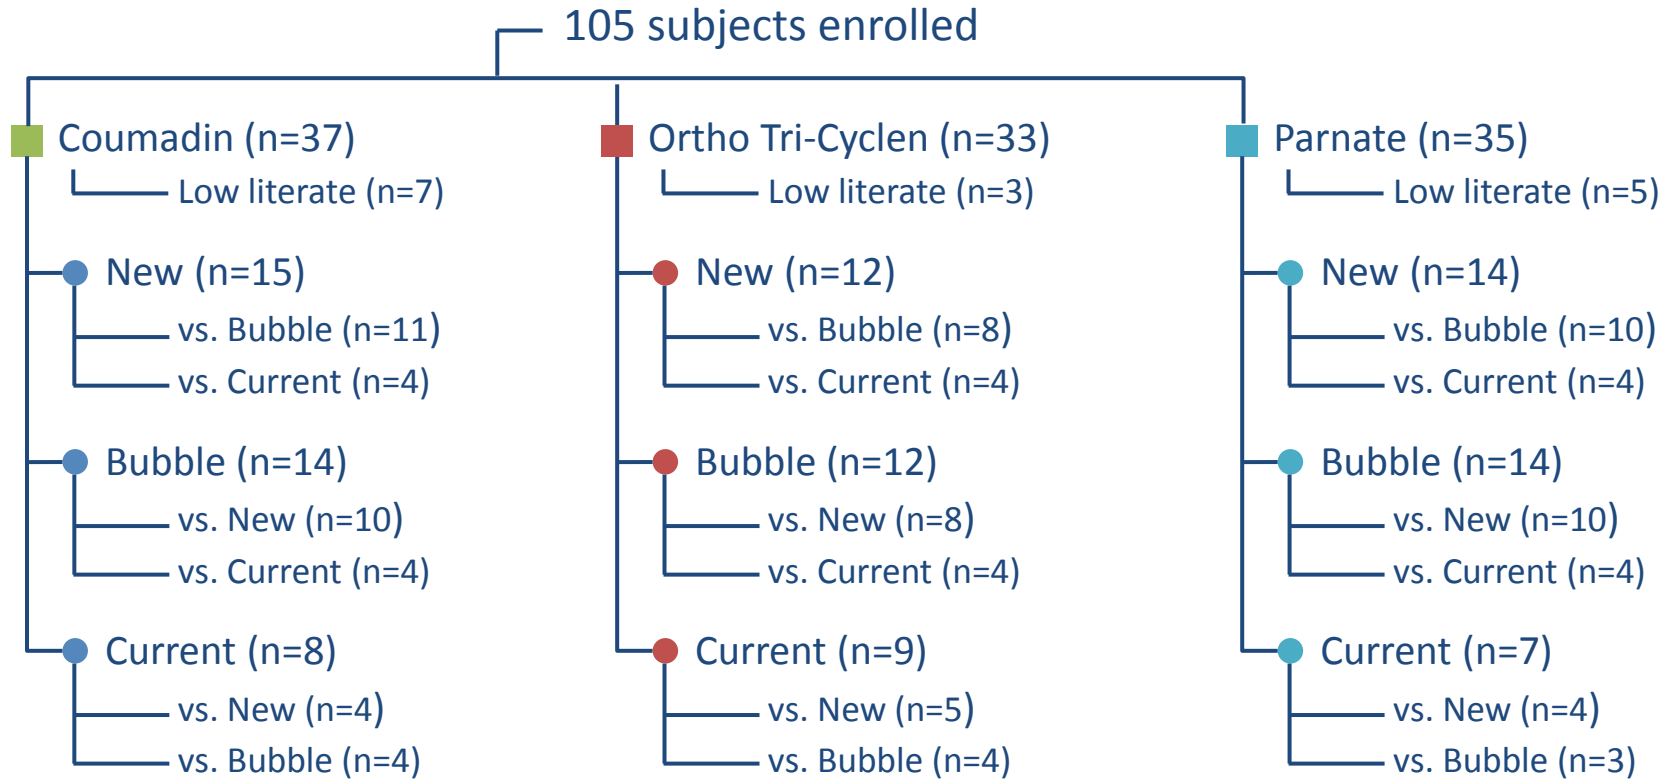 105 subjects enrolled
Coumadin (n=37)
Low literate (n=7)
New (n=15)
vs. Bubble (n=11)
vs. Current (n=4)
Bubble (n=14)
vs. New (n=10)
vs. Current (n=4)
Current (n=8)
vs. New (n=4)
vs. Bubble (n=4)
Ortho Tri-Cyclen (n=33)
Low literate (n=3)
New (n=12)
vs. Bubble (n=8)
vs. Current (n=4)
Bubble (n=12)
vs. New (n=8)
vs. Current (n=4)
Current (n=9)
vs. New (n=5)
vs. Bubble (n=4)
Parnate (n=35)
Low literate (n=5)
New (n=14)
vs. Bubble (n=10)
vs. Current (n=4)
Bubble (n=14)
vs. New (n=10)
vs. Current (n=4)
Current (n=7)
vs. New (n=4)
vs. Bubble (n=3)